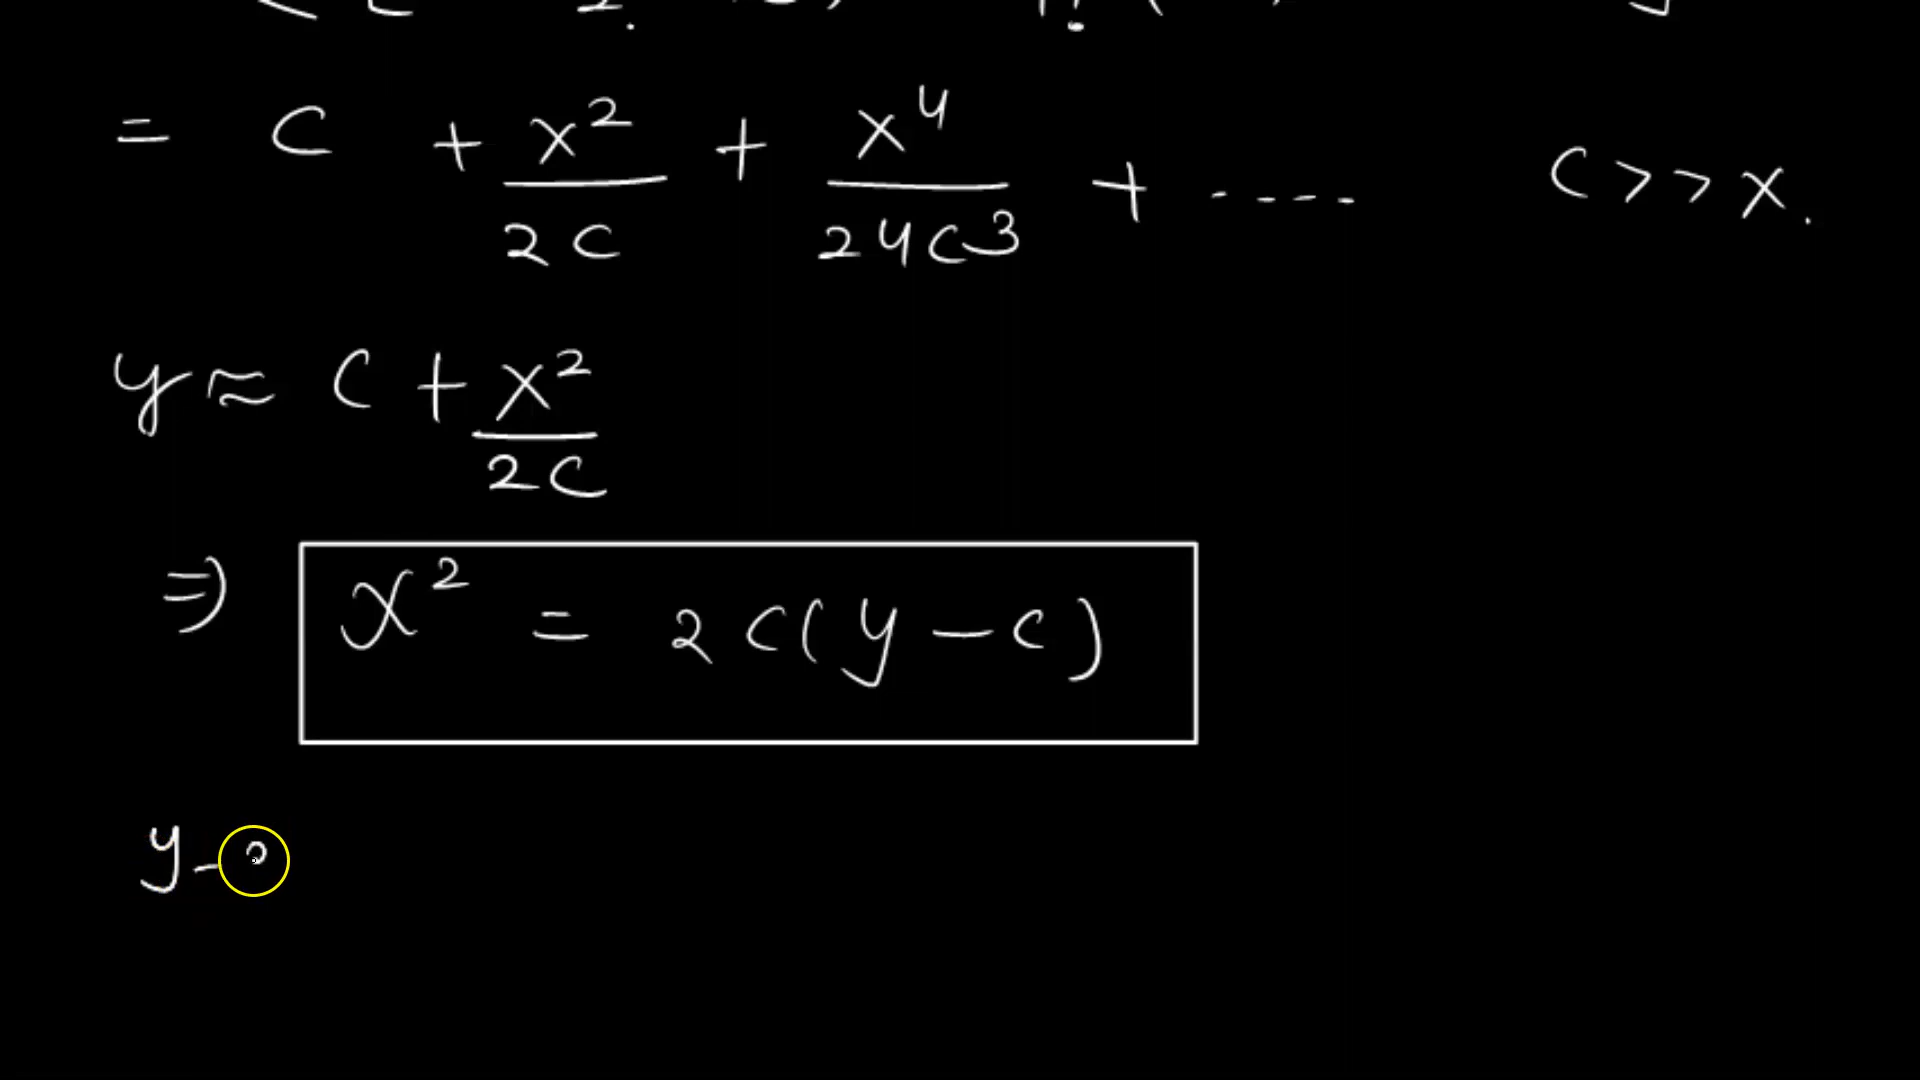 = C + x²/2C + x⁴/24C³ + ---- C >> x.
y ≈ C + x²/2C
⇒ x² = 2C(y – C)
y –